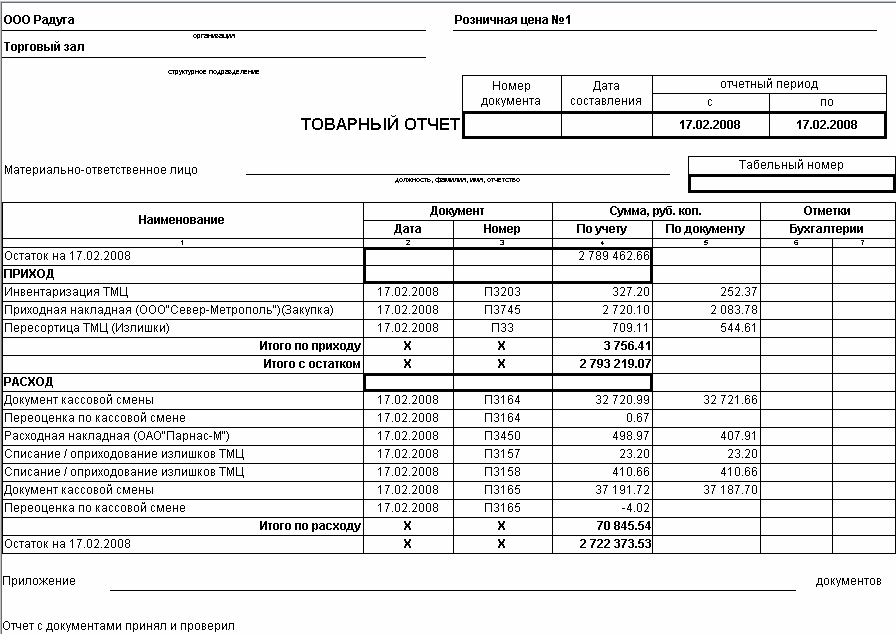 ООО Радуга Розничная цена №1
организация
Торговый зал
структурное подразделение
Номер документа Дата составления отчетный период
с по
ТОВАРНЫЙ ОТЧЕТ 17.02.2008 17.02.2008
Материально-ответственное лицо Табельный номер
должность, фамилия, имя, отчетство
Наименование Документ Сумма, руб. коп. Отметки
Дата Номер По учету По документу Бухгалтерии
1 2 3 4 5 6 7
Остаток на 17.02.2008 2 789 462.66
ПРИХОД
Инвентаризация ТМЦ 17.02.2008 П3203 327.20 252.37
Приходная накладная (ООО"Север-Метрополь")(Закупка) 17.02.2008 П3745 2 720.10 2 083.78
Пересортица ТМЦ (Излишки) 17.02.2008 П33 709.11 544.61
Итого по приходу X X 3 756.41
Итого с остатком X X 2 793 219.07
РАСХОД
Документ кассовой смены 17.02.2008 П3164 32 720.99 32 721.66
Переоценка по кассовой смене 17.02.2008 П3164 0.67
Расходная накладная (ОАО"Парнас-М") 17.02.2008 П3450 498.97 407.91
Списание / оприходование излишков ТМЦ 17.02.2008 П3157 23.20 23.20
Списание / оприходование излишков ТМЦ 17.02.2008 П3158 410.66 410.66
Документ кассовой смены 17.02.2008 П3165 37 191.72 37 187.70
Переоценка по кассовой смене 17.02.2008 П3165 -4.02
Итого по расходу X X 70 845.54
Остаток на 17.02.2008 X X 2 722 373.53
Приложение документов
Отчет с документами принял и проверил